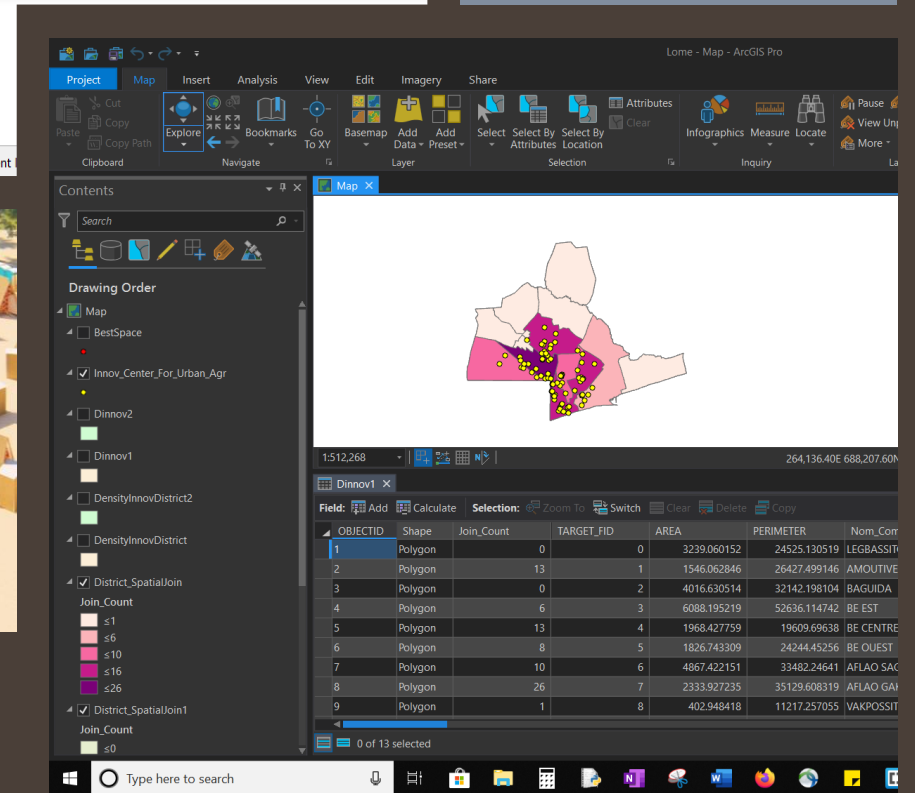 Lome - Map - ArcGIS Pro
Project Map Insert Analysis View Edit Imagery Share
Paste
Cut
Copy
Copy Path
Clipboard
Explore
Bookmarks
Go To XY
Navigate
Basemap
Add Data
Add Preset
Layer
Select
Select By Attributes
Select By Location
Attributes
Clear
Selection
Infographics
Measure
Locate
Inquiry
Pause
View
More
Contents
Search
Drawing Order
Map
BestSpace
Innov_Center_For_Urban_Agr
Dinnov2
Dinnov1
DensityInnovDistrict2
DensityInnovDistrict
District_SpatialJoin
Join_Count
≤1
≤6
≤10
≤16
≤26
District_SpatialJoin1
Join_Count
≤0
Map
1:512,268
264,136.40E 688,207.60N
Dinnov1
Field: Add Calculate Selection: Zoom To Switch Clear Delete Copy
OBJECTID Shape Join_Count TARGET_FID AREA PERIMETER Nom_Com
1 Polygon 0 0 3239.060152 24525.130519
2 Polygon 13 1 1546.062846 26427.499146 AMOUTIVE
3 Polygon 0 2 4016.630514 32142.198104 BAGUIDA
4 Polygon 6 3 6088.195219 52636.114742 BE EST
5 Polygon 13 4 1968.427759 19609.69638 BE CENTRE
6 Polygon 8 5 1826.743309 24244.45256 BE OUEST
7 Polygon 10 6 4867.422151 33482.24641 AFLAO SAG
8 Polygon 26 7 2333.927235 35129.608319 AFLAO GAK
9 Polygon 1 8 402.948418 11217.257055 VAKPOSSIT
0 of 13 selected
Type here to search